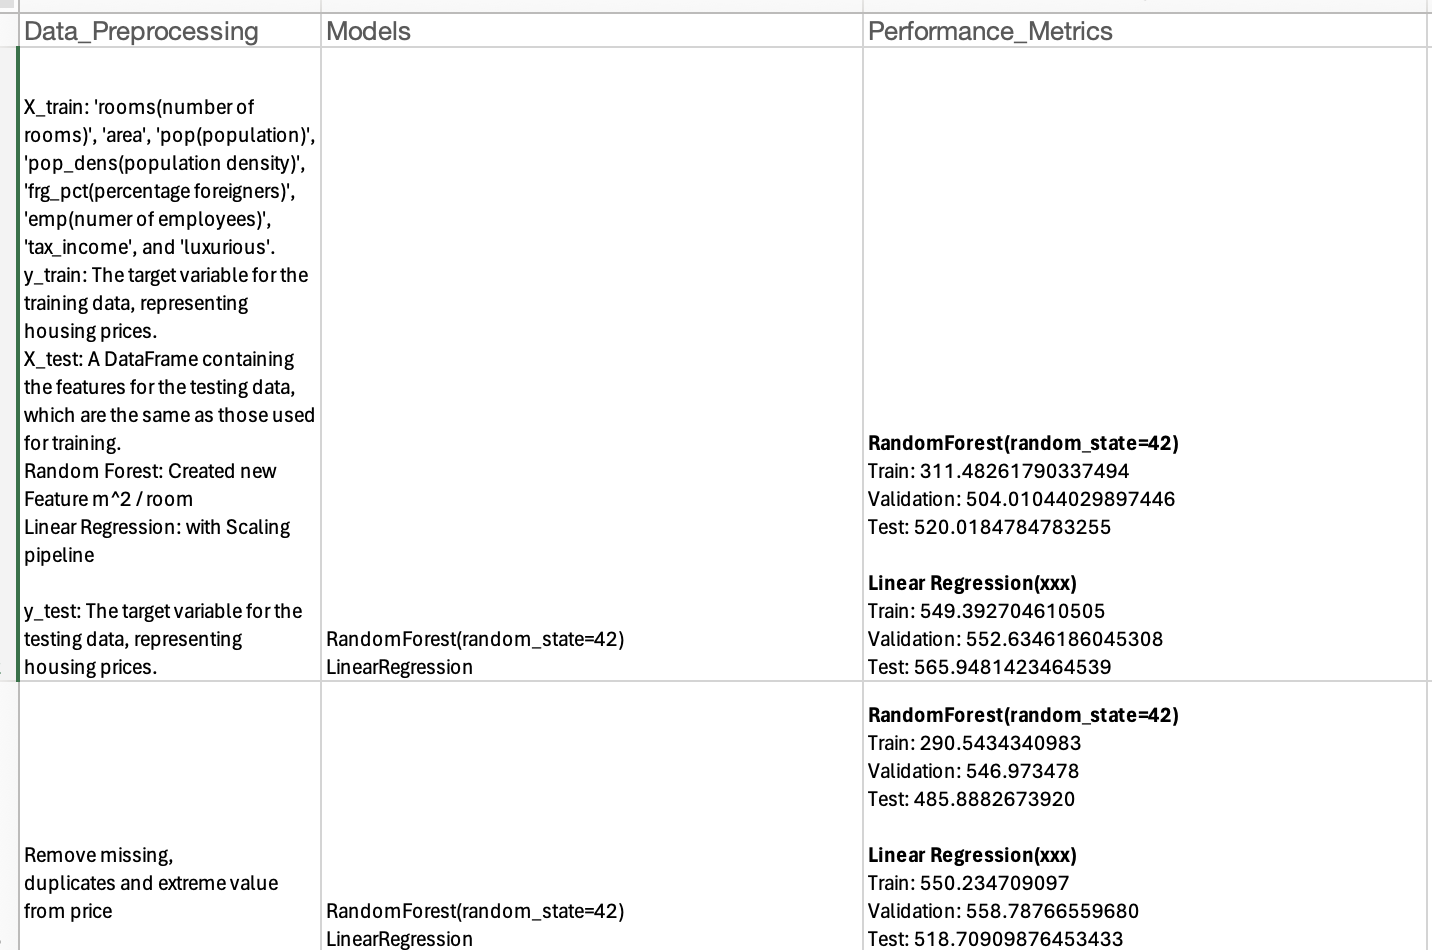 Data_Preprocessing
Models
Performance_Metrics
X_train: 'rooms(number of
rooms)', 'area', 'pop(population)',
'pop_dens(population density)',
'frg_pct(percentage foreigners)',
'emp(numer of employees)',
'tax_income', and 'luxurious'.
y_train: The target variable for the
training data, representing
housing prices.
X_test: A DataFrame containing
the features for the testing data,
which are the same as those used
for training.
Random Forest: Created new
Feature m^2 / room
Linear Regression: with Scaling
pipeline
y_test: The target variable for the
testing data, representing
housing prices.
RandomForest(random_state=42)
LinearRegression
RandomForest(random_state=42)
Train: 311.48261790337494
Validation: 504.01044029897446
Test: 520.0184784783255
Linear Regression(xxx)
Train: 549.392704610505
Validation: 552.6346186045308
Test: 565.9481423464539
Remove missing,
duplicates and extreme value
from price
RandomForest(random_state=42)
LinearRegression
RandomForest(random_state=42)
Train: 290.5434340983
Validation: 546.973478
Test: 485.8882673920
Linear Regression(xxx)
Train: 550.234709097
Validation: 558.78766559680
Test: 518.70909876453433